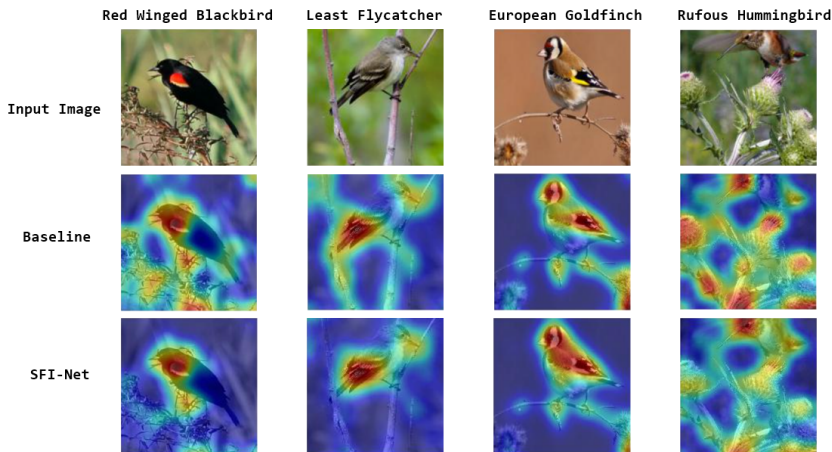 Red Winged Blackbird Least Flycatcher European Goldfinch Rufous Hummingbird
Input Image
Baseline
SFI-Net